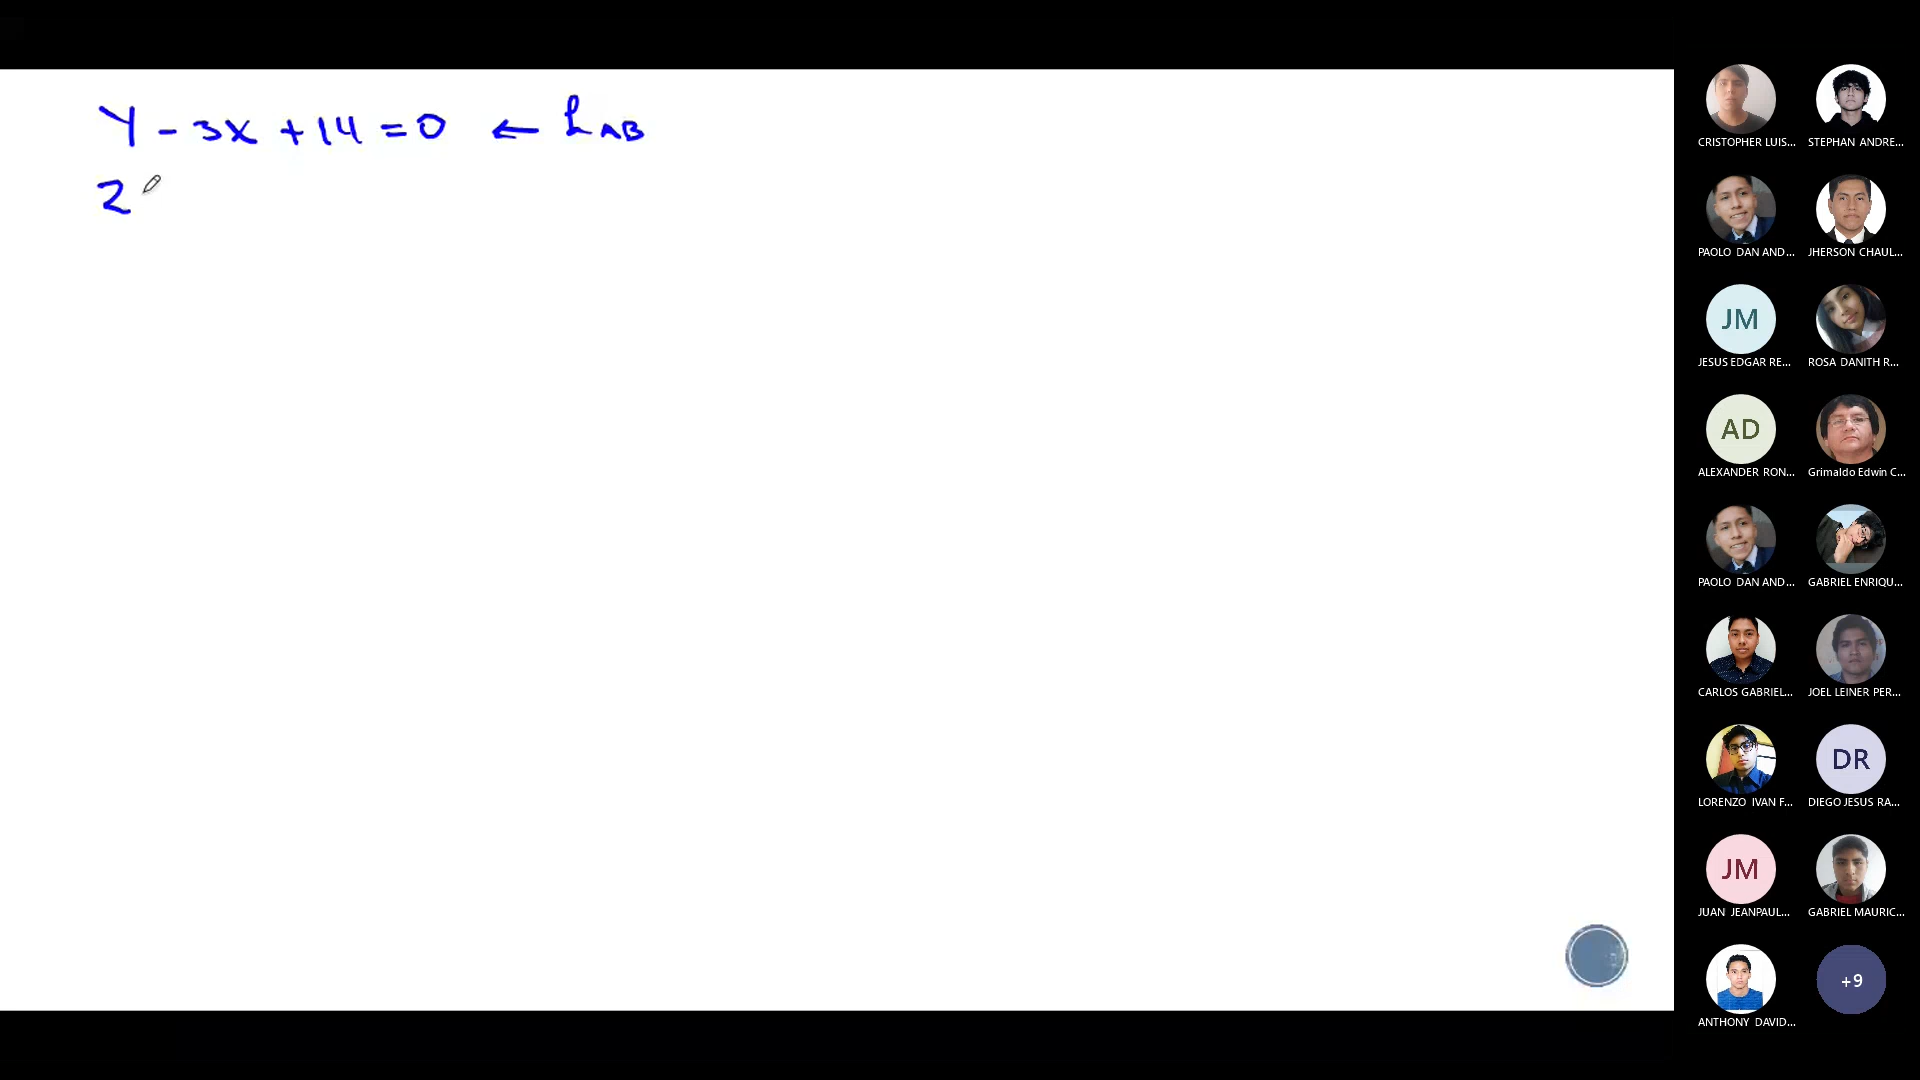 Y - 3x + 14 = 0 ← L AB
2
CRISTOPHER LUIS...
STEPHAN ANDRE...
PAOLO DAN AND...
JHERSON CHAUL...
JM
JESUS EDGAR RE...
ROSA DANITH R...
AD
ALEXANDER RON...
Grimaldo Edwin C...
PAOLO DAN AND...
GABRIEL ENRIQU...
CARLOS GABRIEL...
JOEL LEINER PER...
LORENZO IVAN F...
DR
DIEGO JESUS RA...
JM
JUAN JEANPAUL...
GABRIEL MAURIC...
ANTHONY DAVID...
+9